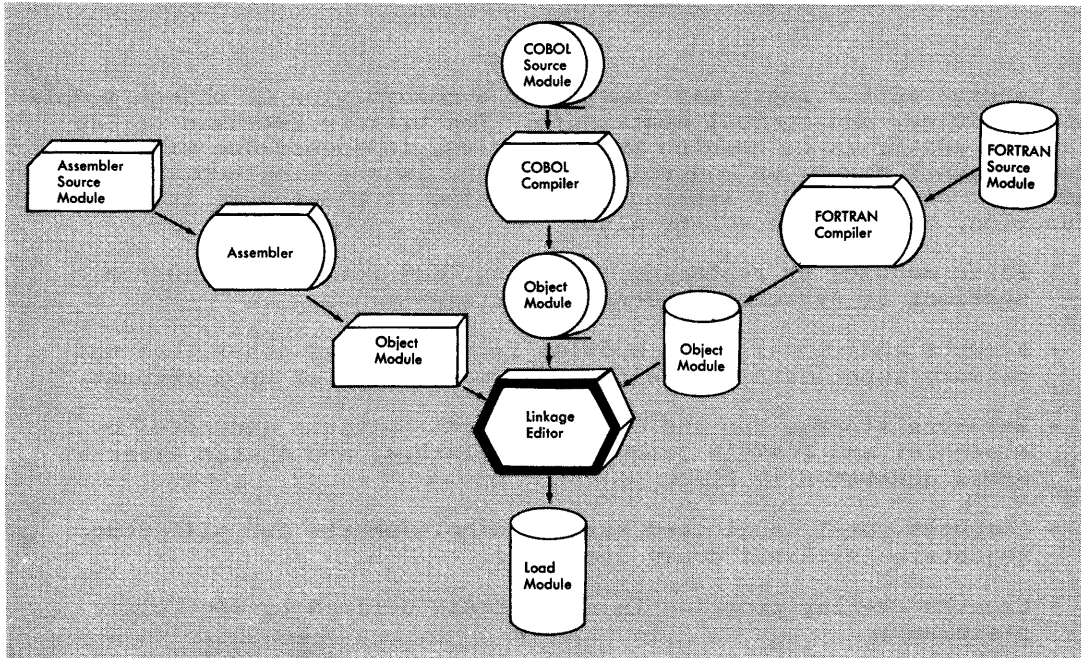 COBOL
Source
Module
Assembler
Source
Module
COBOL
Compiler
FORTRAN
Source
Module
Assembler
FORTRAN
Compiler
Object
Module
Object
Module
Object
Module
Linkage
Editor
Load
Module